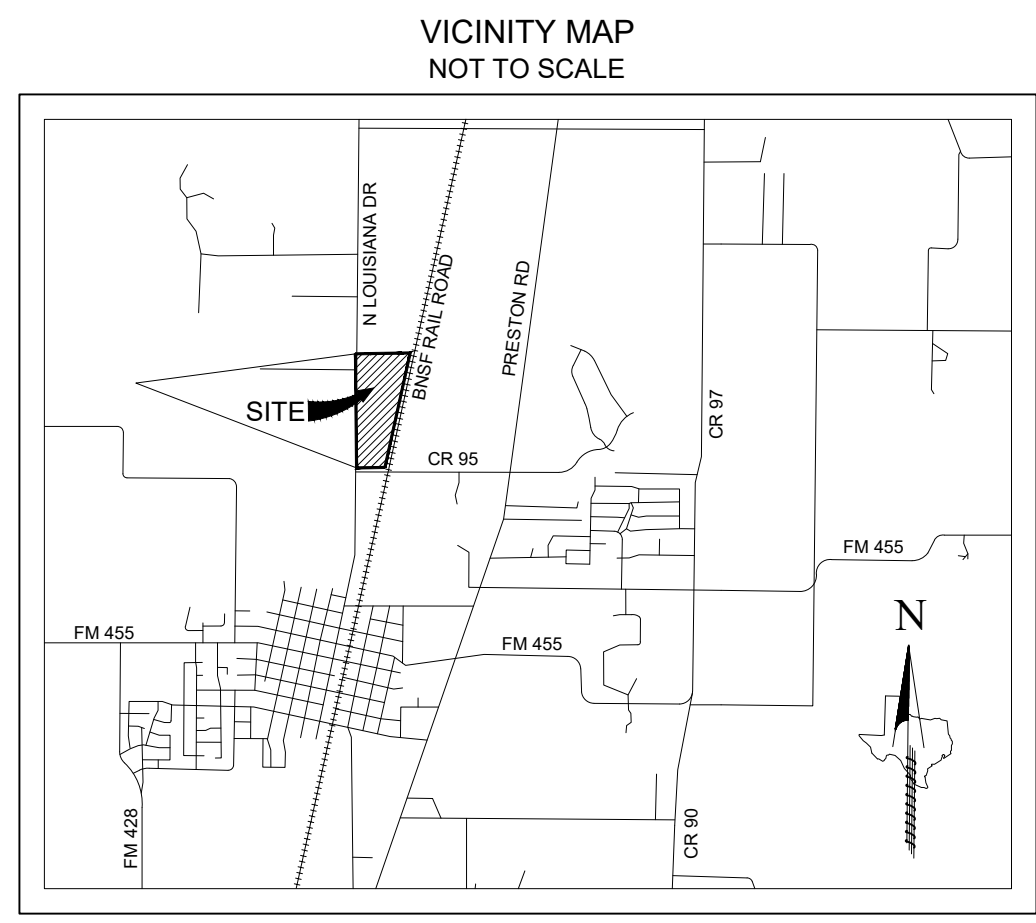 VICINITY MAP
NOT TO SCALE
N LOUISIANA DR
BNSF RAIL ROAD
PRESTON RD
CR 97
SITE
CR 95
FM 455
N
FM 455
FM 455
FM 428
CR 90